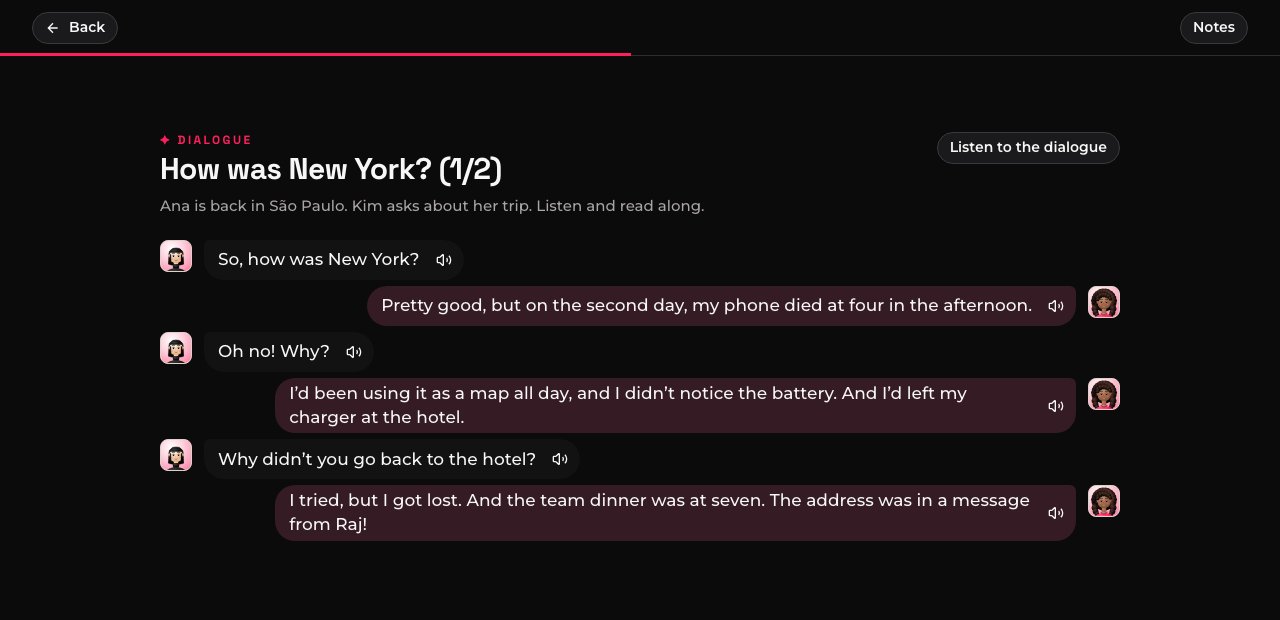 Back
Notes
DIALOGUE
How was New York? (1/2)
Listen to the dialogue
Ana is back in São Paulo. Kim asks about her trip. Listen and read along.
So, how was New York?
Pretty good, but on the second day, my phone died at four in the afternoon.
Oh no! Why?
I’d been using it as a map all day, and I didn’t notice the battery. And I’d left my
charger at the hotel.
Why didn’t you go back to the hotel?
I tried, but I got lost. And the team dinner was at seven. The address was in a message
from Raj!